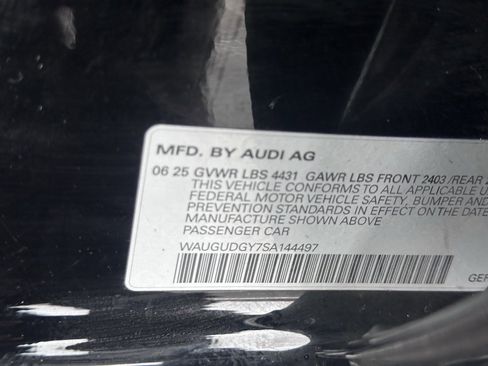 MFD. BY AUDI AG
06 25 GVWR LBS 4431 GAWR LBS FRONT 2403 /REAR
THIS VEHICLE CONFORMS TO ALL APPLICABLE
FEDERAL MOTOR VEHICLE SAFETY, BUMPER AND
PREVENTION STANDARDS IN EFFECT ON THE DATE
MANUFACTURE SHOWN ABOVE
PASSENGER CAR
WAUGUDGY7SA144497
GER